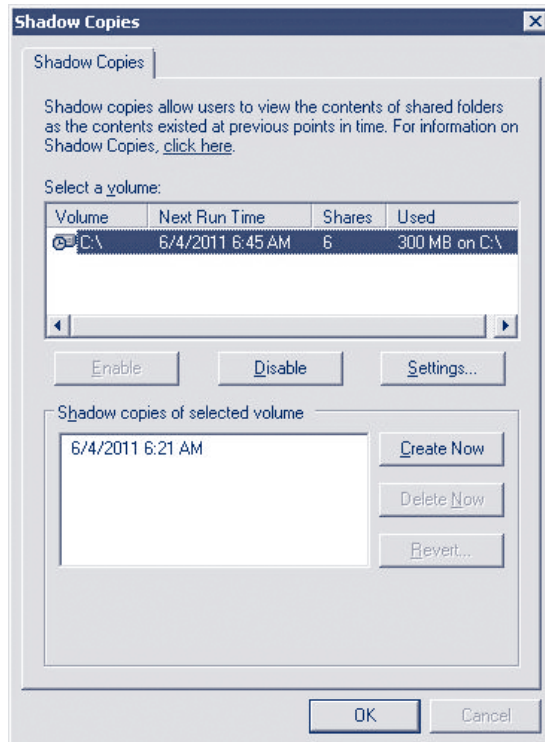 Shadow Copies
Shadow Copies
Shadow copies allow users to view the contents of shared folders
as the contents existed at previous points in time. For information on
Shadow Copies, click here.
Select a volume:
Volume Next Run Time Shares Used
C:\ 6/4/2011 6:45 AM 6 300 MB on C:\
Enable Disable Settings...
Shadow copies of selected volume
6/4/2011 6:21 AM
Create Now
Delete Now
Revert...
OK Cancel